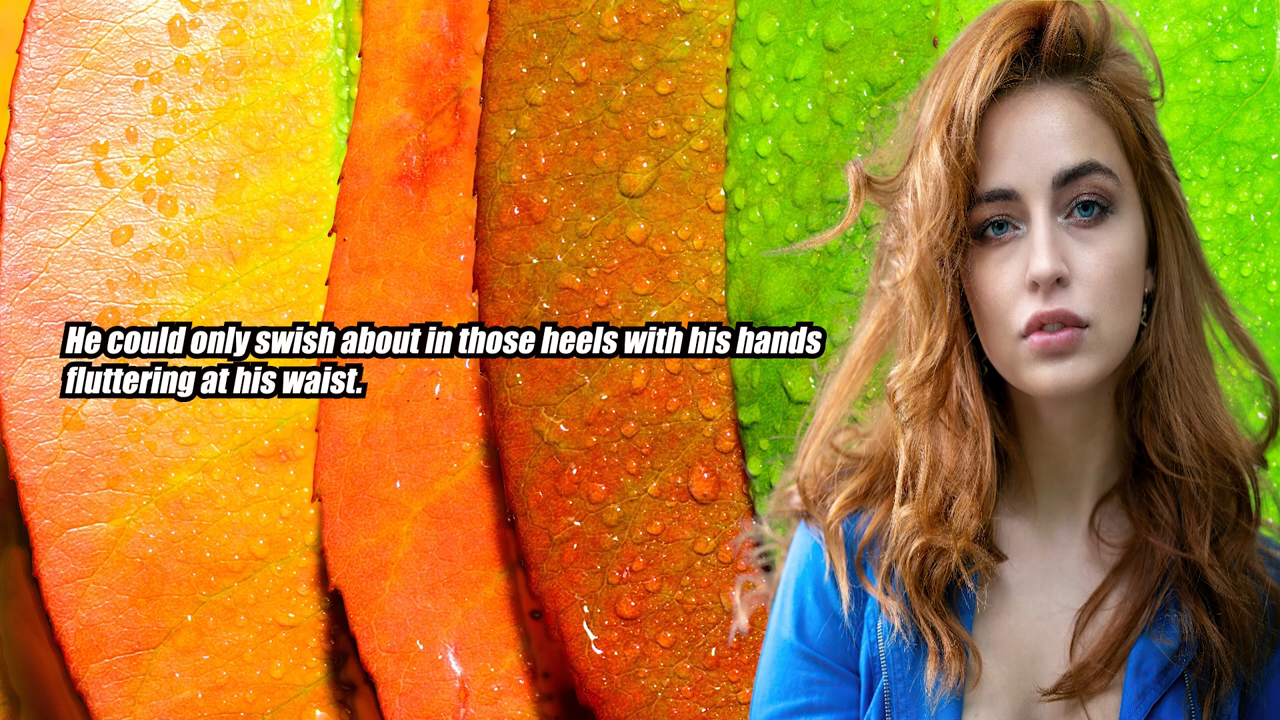 He could only swish about in those heels with his hands
fluttering at his waist.